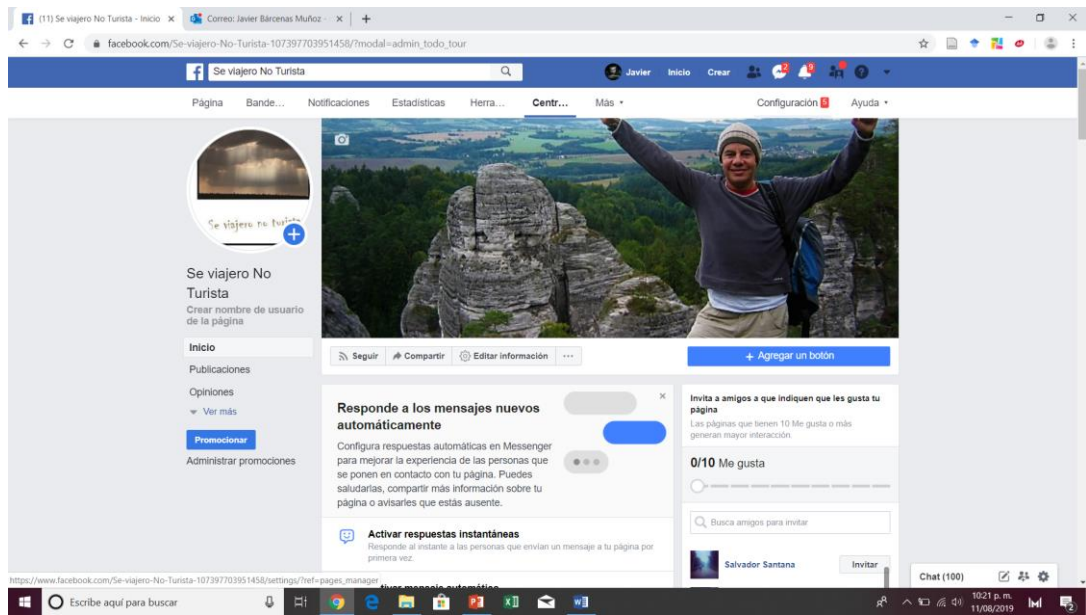 (11) Se viajero No Turista - Inicio
Correo: Javier Bárcenas Muñoz -
facebook.com/Se-viajero-No-Turista-107397703951458/?modal=admin_todo_tour
Se viajero No Turista
Javier Inicio Crear 2 9
Página Bande... Notificaciones Estadísticas Herra... Centr... Más Configuración 5 Ayuda
Se viajero no turista
Se viajero No
Turista
Crear nombre de usuario
de la página
Inicio
Publicaciones
Opiniones
Ver más
Promocionar
Administrar promociones
Seguir Compartir Editar información ...
+ Agregar un botón
Responde a los mensajes nuevos
automáticamente
Configura respuestas automáticas en Messenger
para mejorar la experiencia de las personas que
se ponen en contacto con tu página. Puedes
saludarlas, compartir más información sobre tu
página o avisarles que estás ausente.
Activar respuestas instantáneas
Responde al instante a las personas que envían un mensaje a tu página por
primera vez.
tivar mensaje automático
Invita a amigos a que indiquen que les gusta tu
página
Las páginas que tienen 10 Me gusta o más
generan mayor interacción.
0/10 Me gusta
Busca amigos para invitar
Salvador Santana Invitar
Chat (100)
https://www.facebook.com/Se-viajero-No-Turista-107397703951458/settings/?ref=pages_manager
Escribe aquí para buscar
10:21 p. m.
11/08/2019